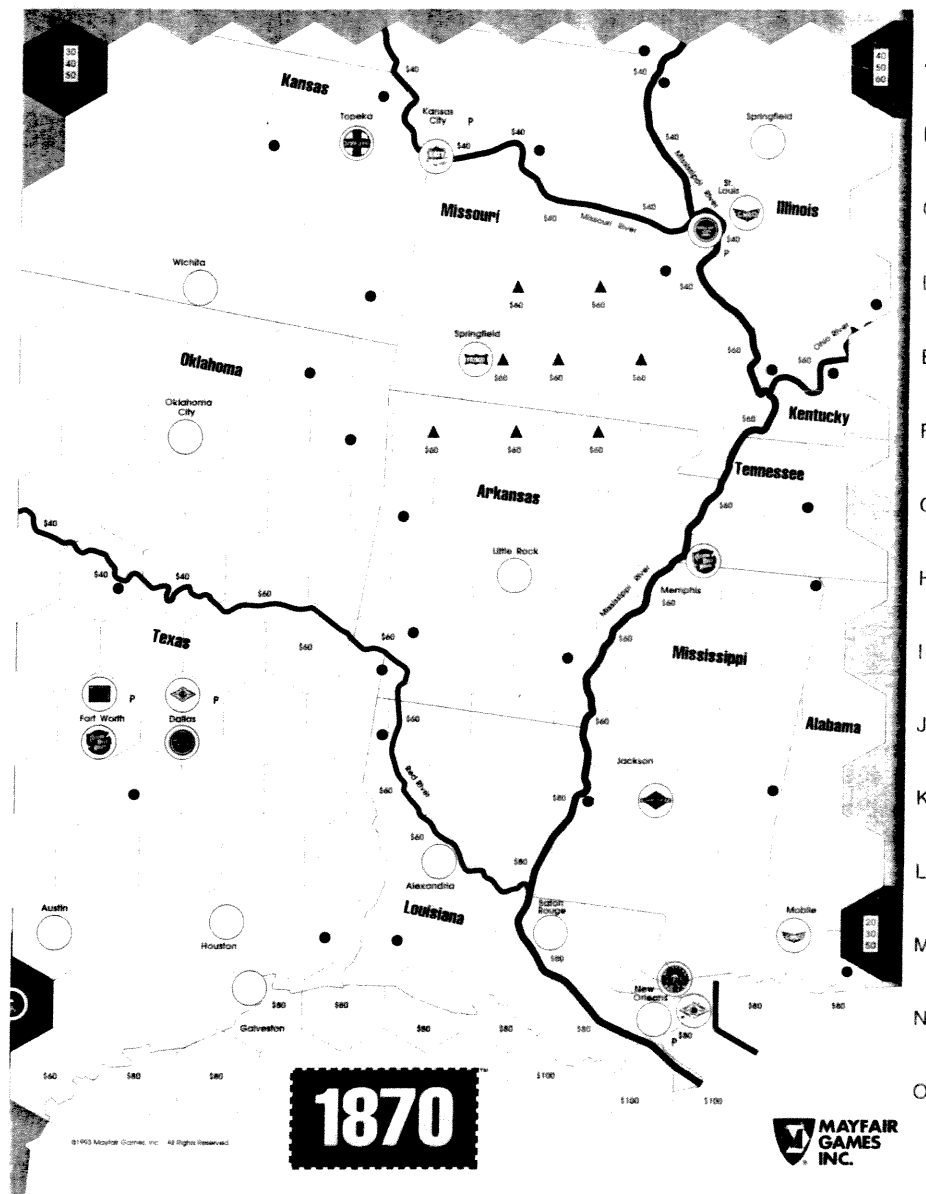 30
40
50
$40
$40
40
50
60
Kansas
Topeka
Kansas
City
P
$40
$40
$40
Springfield
Mississippi River
St.
Louis
Illinois
Missouri
$40
Missouri River
$40
$40
P
Wichita
$60
$60
$40
Springfield
$60
$60
$60
$60
$60
Ohio River
E
Oklahoma
Oklahoma
City
$60
$60
$60
$60
Kentucky
F
Tennessee
Arkansas
$60
$40
Little Rock
$40
$40
$60
Mississippi River
Memphis
$60
H
Texas
$60
$60
$60
Mississippi
I
P
P
Fort Worth
Dallas
$60
$60
Alabama
J
Red River
Jackson
$60
$80
K
$60
$80
Alexandria
L
Austin
Houston
Louisiana
Baton
Rouge
$80
Mobile
20
30
50
M
New
Orleans
$80
$80
Galveston
$80
$80
$80
P
$80
$80
$80
N
$60
$80
$80
$100
$100
$100
O
1870
TM
©1993 Mayfair Games, Inc. All Rights Reserved.
MAYFAIR
GAMES
INC.